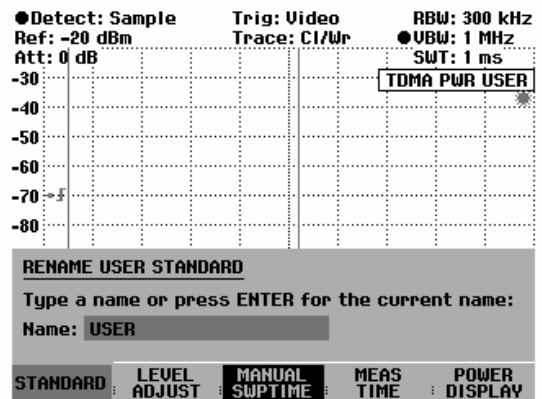 ●Detect: Sample Trig: Video RBW: 300 kHz
Ref: -20 dBm Trace: Cl/Wr ●VBW: 1 MHz
Att: 0 dB SWT: 1 ms
TDMA PWR USER
-30
-40
-50
-60
-70
-80
RENAME USER STANDARD
Type a name or press ENTER for the current name:
Name: USER
STANDARD LEVEL ADJUST MANUAL SWPTIME MEAS TIME POWER DISPLAY